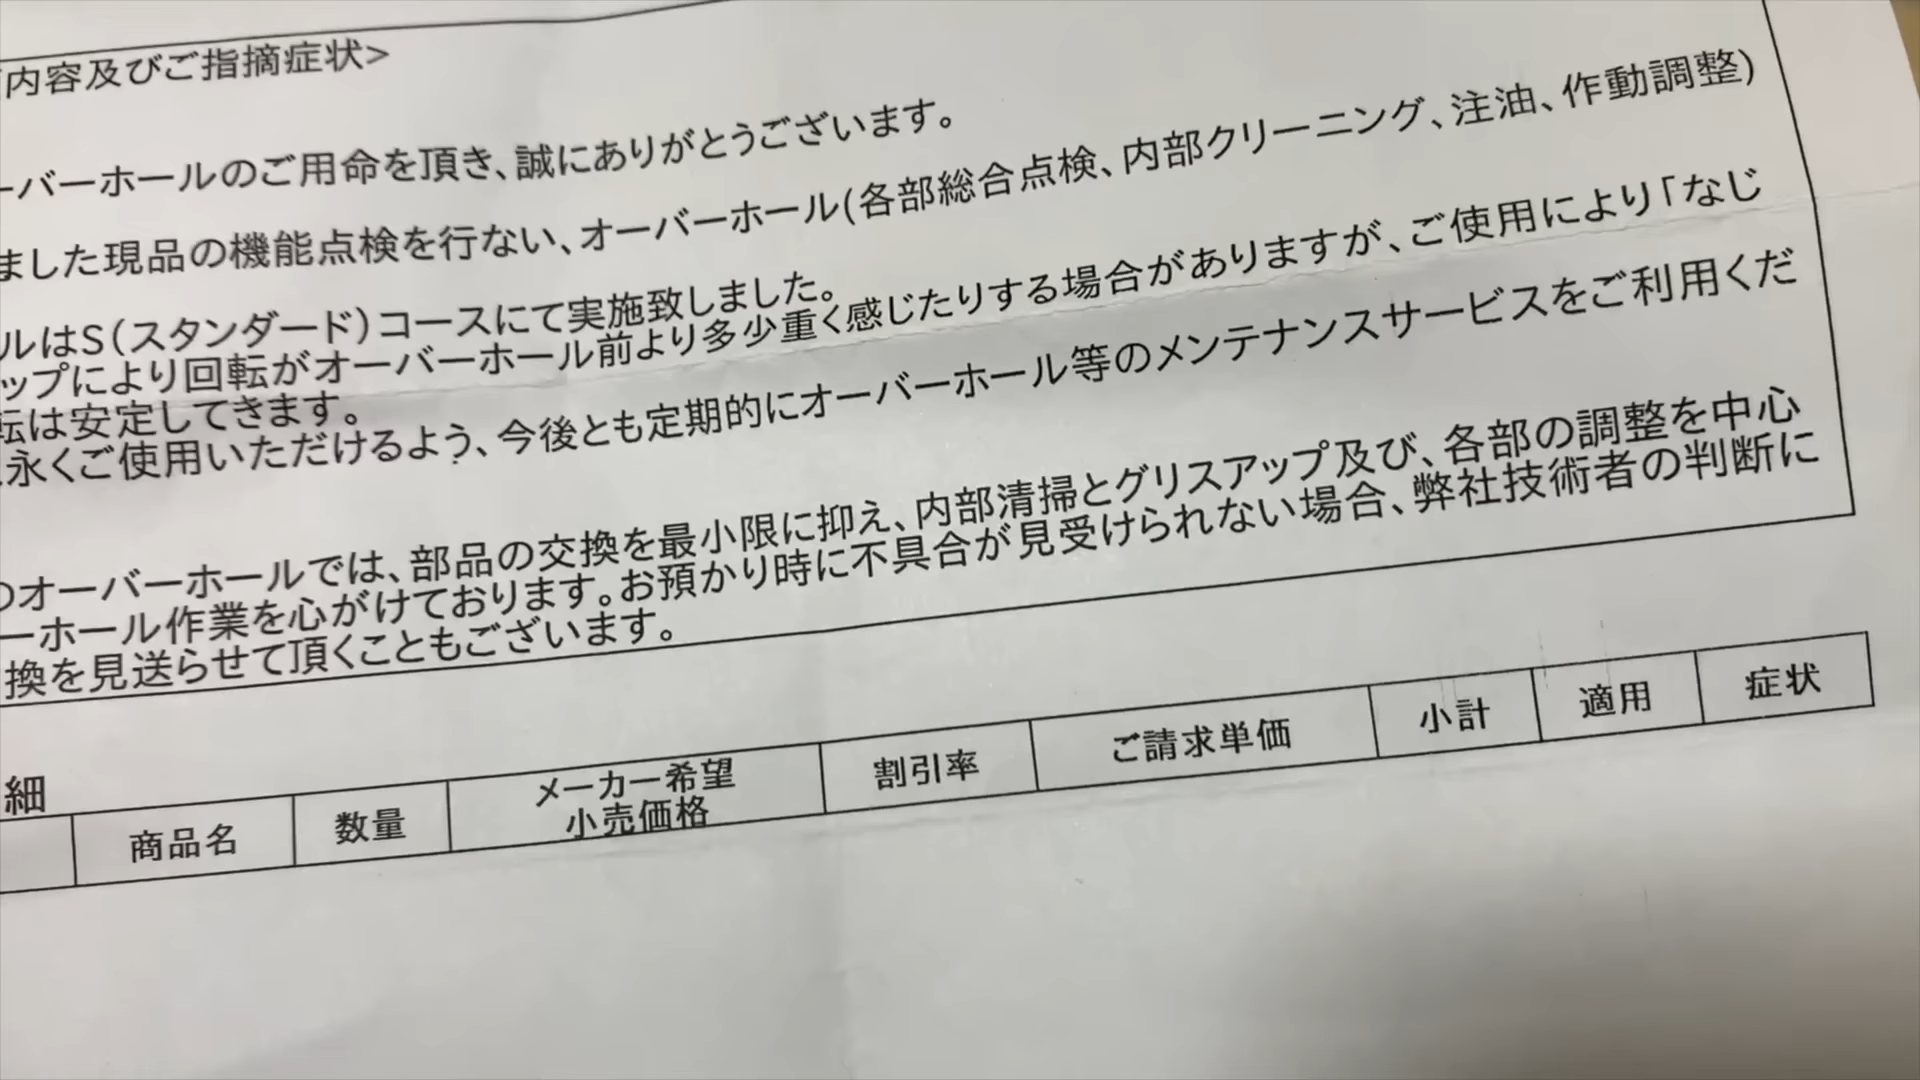 内容及びご指摘症状>
ーバーホールのご用命を頂き、誠にありがとうございます。
ました現品の機能点検を行ない、オーバーホール(各部総合点検、内部クリーニング、注油、作動調整)
ルはS(スタンダード)コースにて実施致しました。
ップにより回転がオーバーホール前より多少重く感じたりする場合がありますが、ご使用により「なじ
転は安定してきます。
永くご使用いただけるよう、今後とも定期的にオーバーホール等のメンテナンスサービスをご利用くだ
のオーバーホールでは、部品の交換を最小限に抑え、内部清掃とグリスアップ及び、各部の調整を中心
ーホール作業を心がけております。お預かり時に不具合が見受けられない場合、弊社技術者の判断に
換を見送らせて頂くこともございます。
細
商品名 数量 メーカー希望 割引率 ご請求単価 小計 適用 症状
小売価格